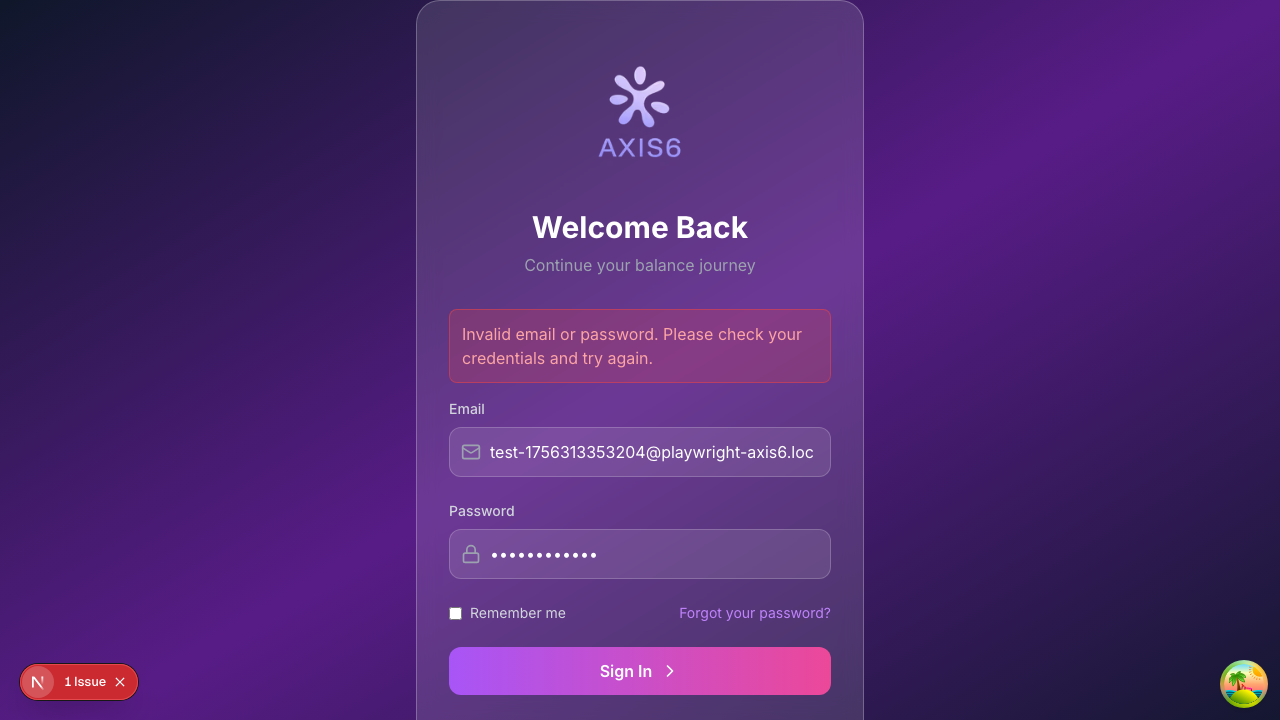 AXIS6
Welcome Back
Continue your balance journey
Invalid email or password. Please check your
credentials and try again.
Email
test-1756313353204@playwright-axis6.loc
Password
••••••••••••
Remember me
Forgot your password?
Sign In
N
1 Issue